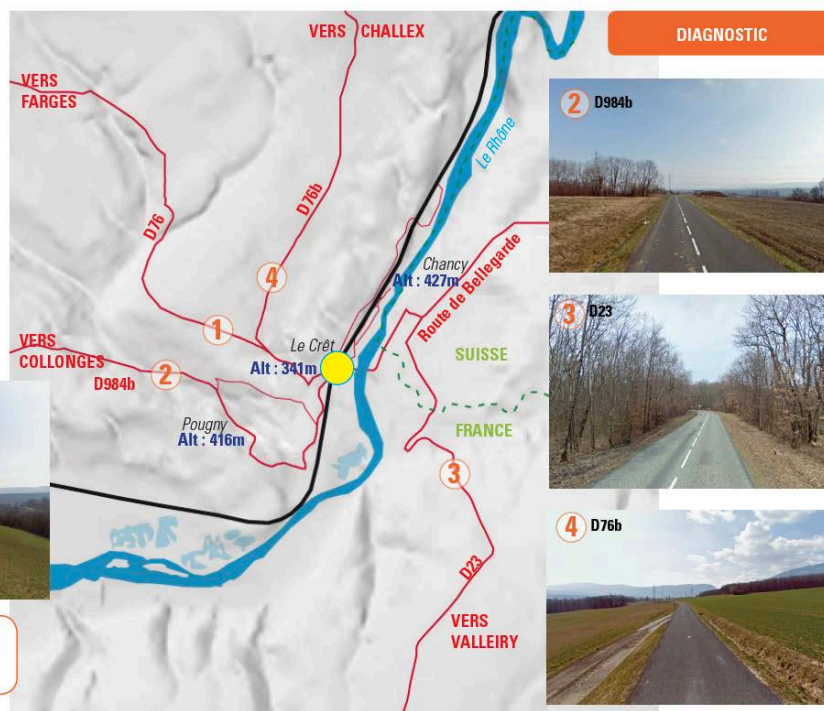 DIAGNOSTIC
VERS CHALLEX
VERS
FARGES
2 D984b
Le Rhône
D76b
D76
4
Chancy
Alt : 427m
Route de Bellegarde
3 D23
1
Le Crêt
Alt : 341m
VERS
COLLONGES
2
D984b
SUISSE
FRANCE
Pougny
Alt : 416m
3
4 D76b
D23
VERS
VALLEIRY